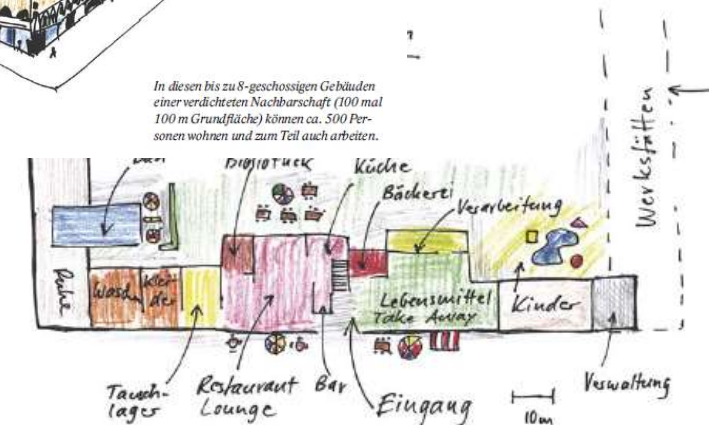 In diesen bis zu 8-geschossigen Gebäuden
einer verdichteten Nachbarschaft (100 mal
100 m Grundfläche) können ca. 500 Per-
sonen wohnen und zum Teil auch arbeiten.
Werkstätten
Bibliothek
Küche
Bäckerei
Verarbeitung
Ruhe
Wasch
Klei-
der
Lebensmittel
Take Away
Kinder
Tausch-
lager
Restaurant
Lounge
Bar
Eingang
Verwaltung
10m